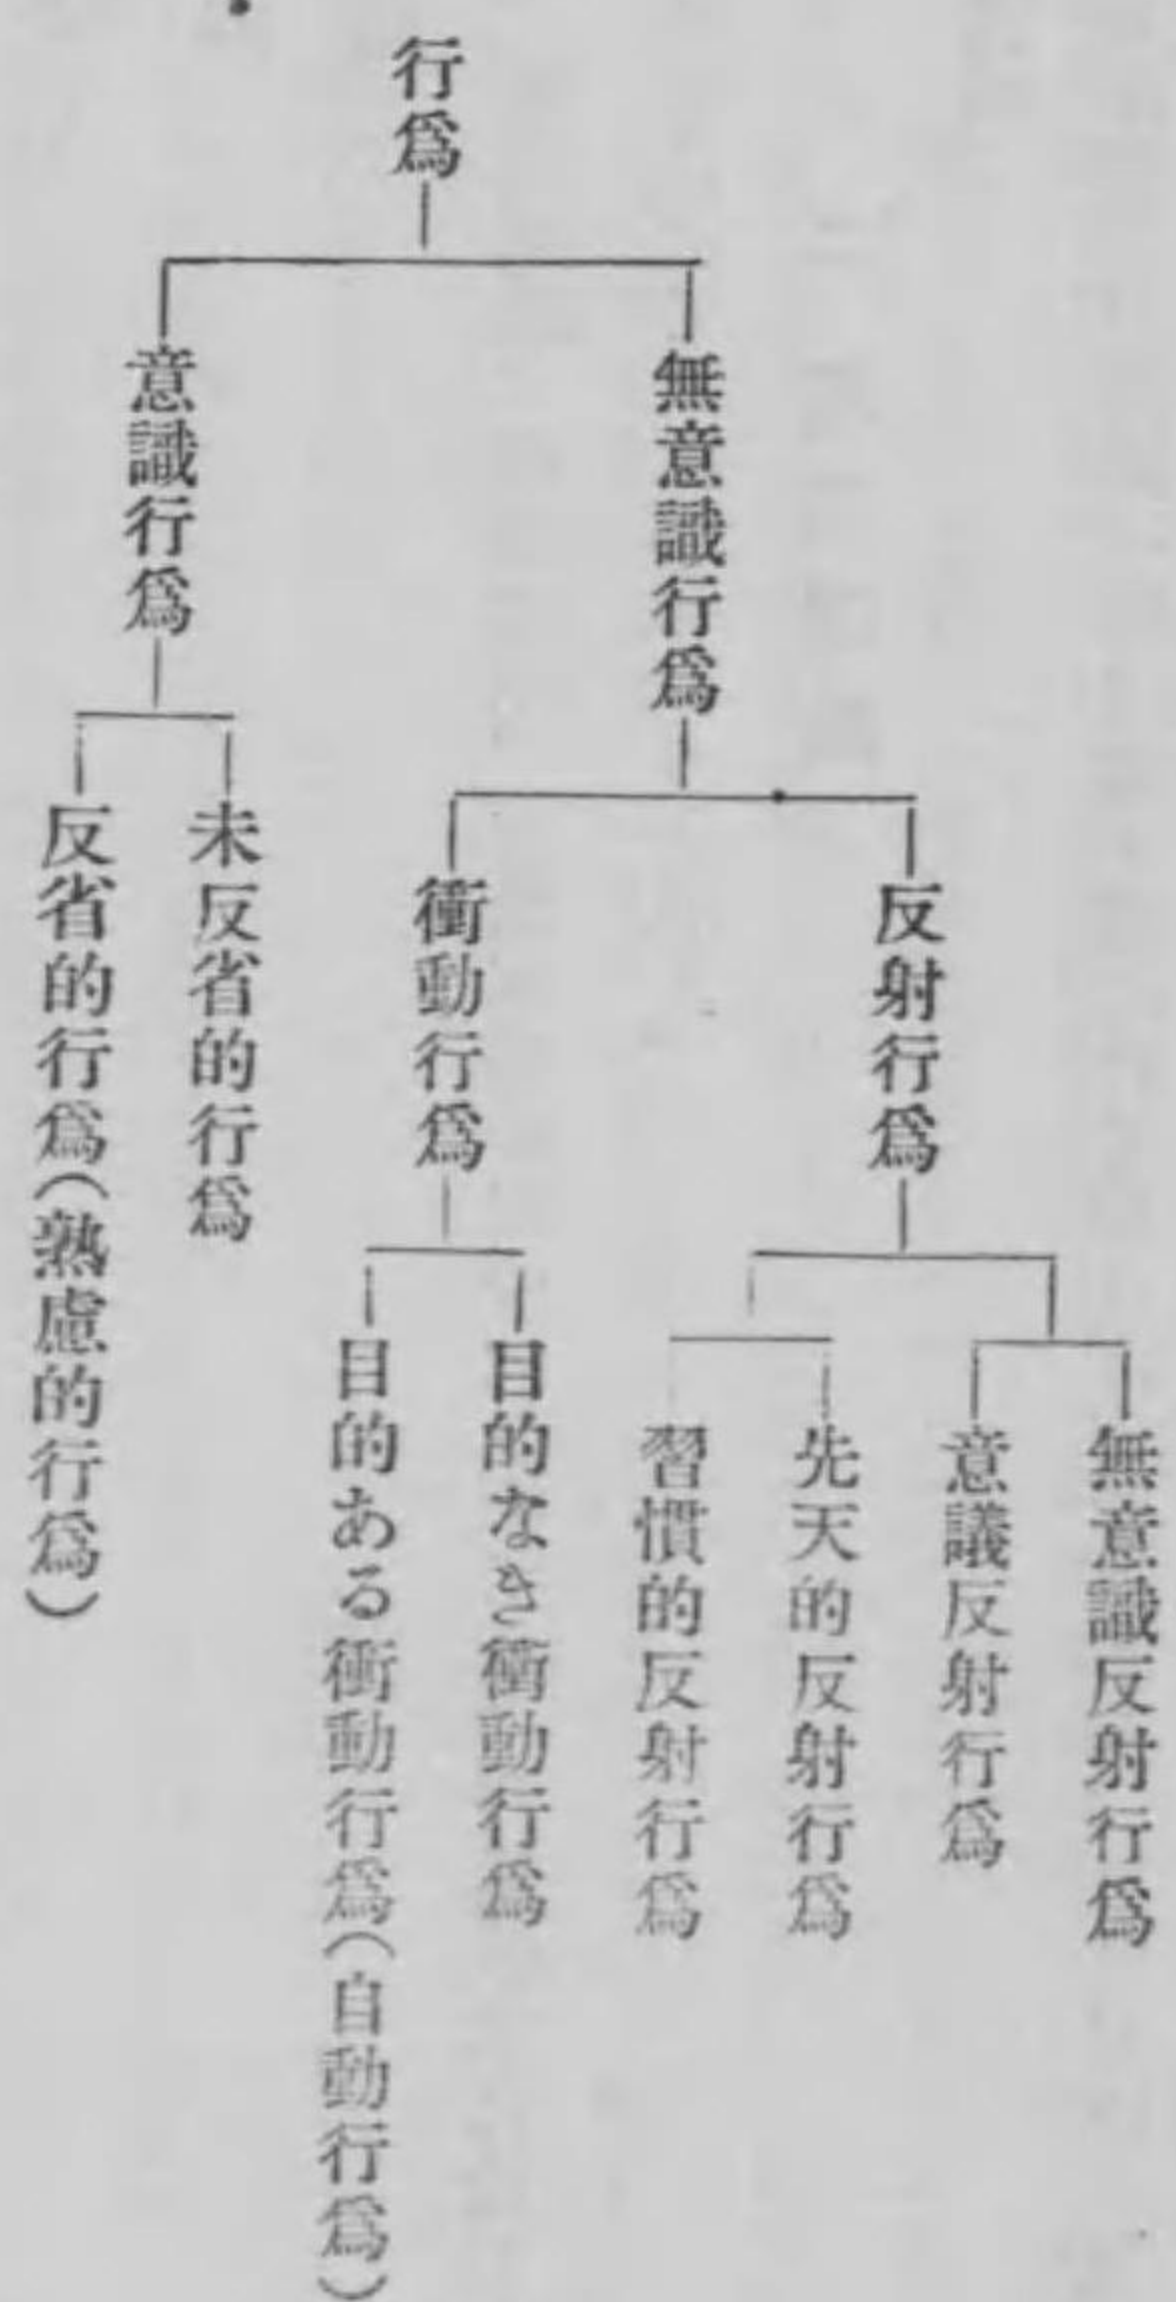 行爲
無意識行爲
反射行爲
無意識反射行爲
意議反射行爲
先天的反射行爲
習慣的反射行爲
衝動行爲
目的なき衝動行爲
目的ある衝動行爲(自動行爲)
意識行爲
未反省的行爲
反省的行爲(熟慮的行爲)